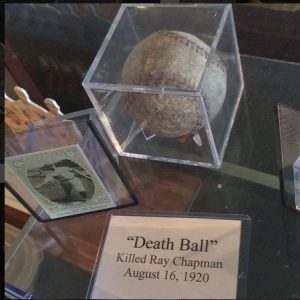 “Death Ball”
Killed Ray Chapman
August 16, 1920